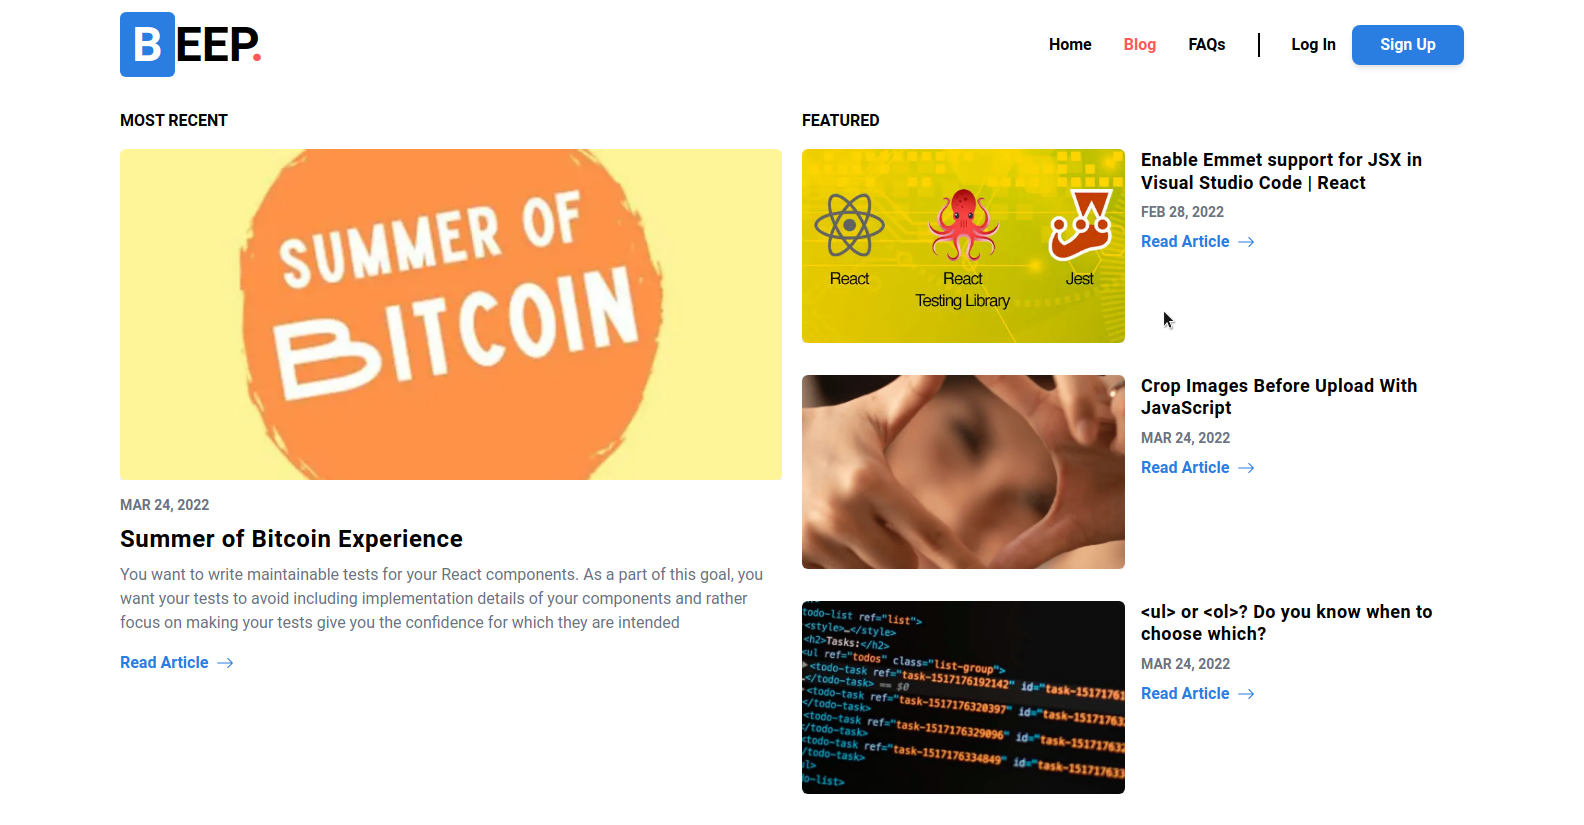 BEEP.
Home
Blog
FAQs
Log In
Sign Up
MOST RECENT
SUMMER OF
BITCOIN
MAR 24, 2022
Summer of Bitcoin Experience
You want to write maintainable tests for your React components. As a part of this goal, you
want your tests to avoid including implementation details of your components and rather
focus on making your tests give you the confidence for which they are intended
Read Article
FEATURED
React
React
Testing Library
Jest
Enable Emmet support for JSX in
Visual Studio Code | React
FEB 28, 2022
Read Article
Crop Images Before Upload With
JavaScript
MAR 24, 2022
Read Article
todo-list ref="list">
<style>…</style>
<h2>Tasks:</h2>
<ul ref="todos" class="list-group">
<todo-task ref="task-1517176192142" id="task-1517176
</todo-task> == $0
<todo-task ref="task-1517176320397" id="task-15171763
</todo-task>
<todo-task ref="task-1517176329096" id="task-15171763
</todo-task>
<todo-task ref="task-1517176334849" id="task-15171763
/todo-task>
ul>
do-list>
<ul> or <ol>? Do you know when to
choose which?
MAR 24, 2022
Read Article